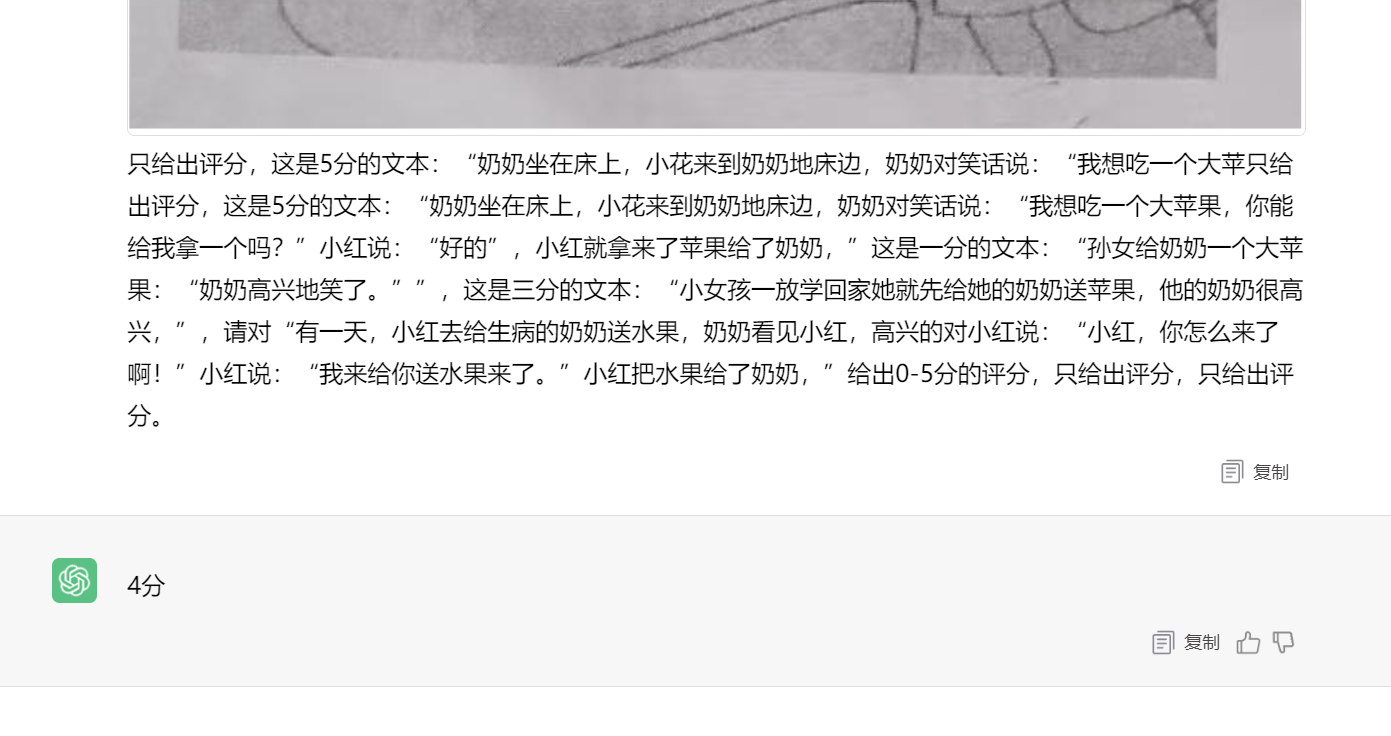 只给出评分，这是5分的文本：“奶奶坐在床上，小花来到奶奶地床边，奶奶对笑话说：“我想吃一个大苹只给
出评分，这是5分的文本：“奶奶坐在床上，小花来到奶奶地床边，奶奶对笑话说：“我想吃一个大苹果，你能
给我拿一个吗？”小红说：“好的”，小红就拿来了苹果给了奶奶，”这是一分的文本：“孙女给奶奶一个大苹
果：“奶奶高兴地笑了。””，这是三分的文本：“小女孩一放学回家她就先给她的奶奶送苹果，他的奶奶很高
兴，”，请对“有一天，小红去给生病的奶奶送水果，奶奶看见小红，高兴的对小红说：“小红，你怎么来了
啊！”小红说：“我来给你送水果来了。”小红把水果给了奶奶，”给出0-5分的评分，只给出评分，只给出评
分。
复制
4分
复制